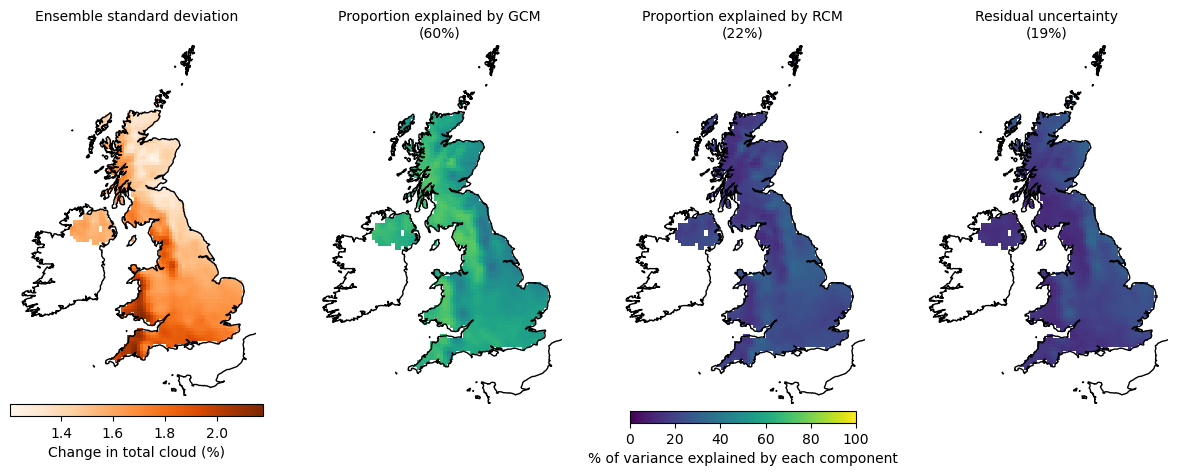 Ensemble standard deviation
Proportion explained by GCM
(60%)
Proportion explained by RCM
(22%)
Residual uncertainty
(19%)
1.4 1.6 1.8 2.0
Change in total cloud (%)
0 20 40 60 80 100
% of variance explained by each component